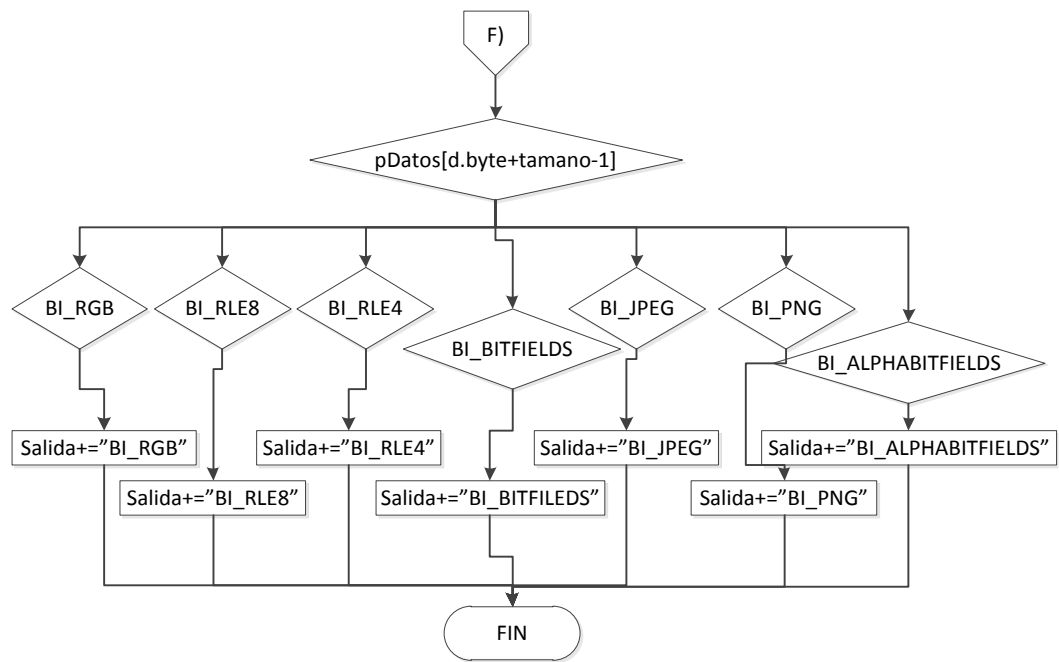 F)
pDatos[d.byte+tamano-1]
BI_RGB
BI_RLE8
BI_RLE4
BI_BITFIELDS
BI_JPEG
BI_PNG
BI_ALPHABITFIELDS
Salida+=”BI_RGB”
Salida+=”BI_RLE8”
Salida+=”BI_RLE4”
Salida+=”BI_BITFILEDS”
Salida+=”BI_JPEG”
Salida+=”BI_PNG”
Salida+=”BI_ALPHABITFIELDS”
FIN